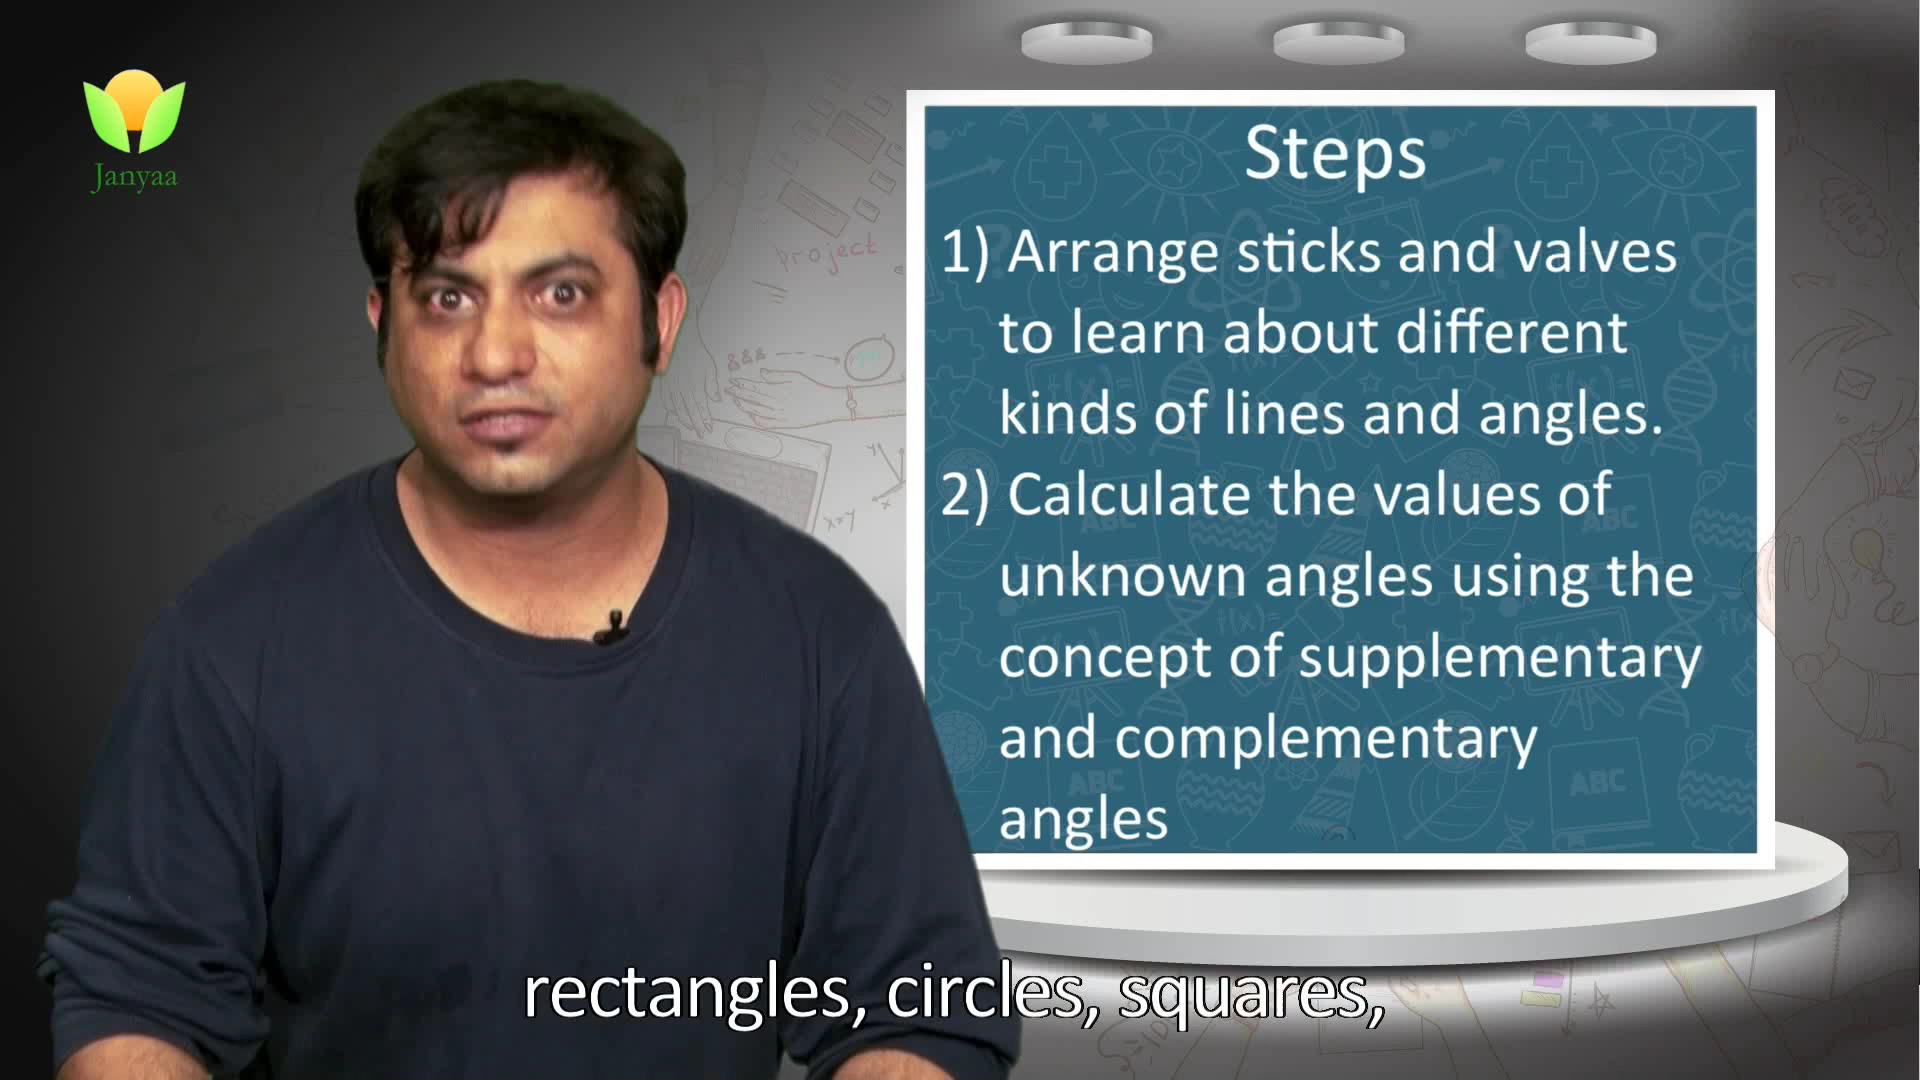 Janyaa
project
Steps
1) Arrange sticks and valves
to learn about different
kinds of lines and angles.
2) Calculate the values of
unknown angles using the
concept of supplementary
and complementary
angles
x=y
rectangles, circles, squares,